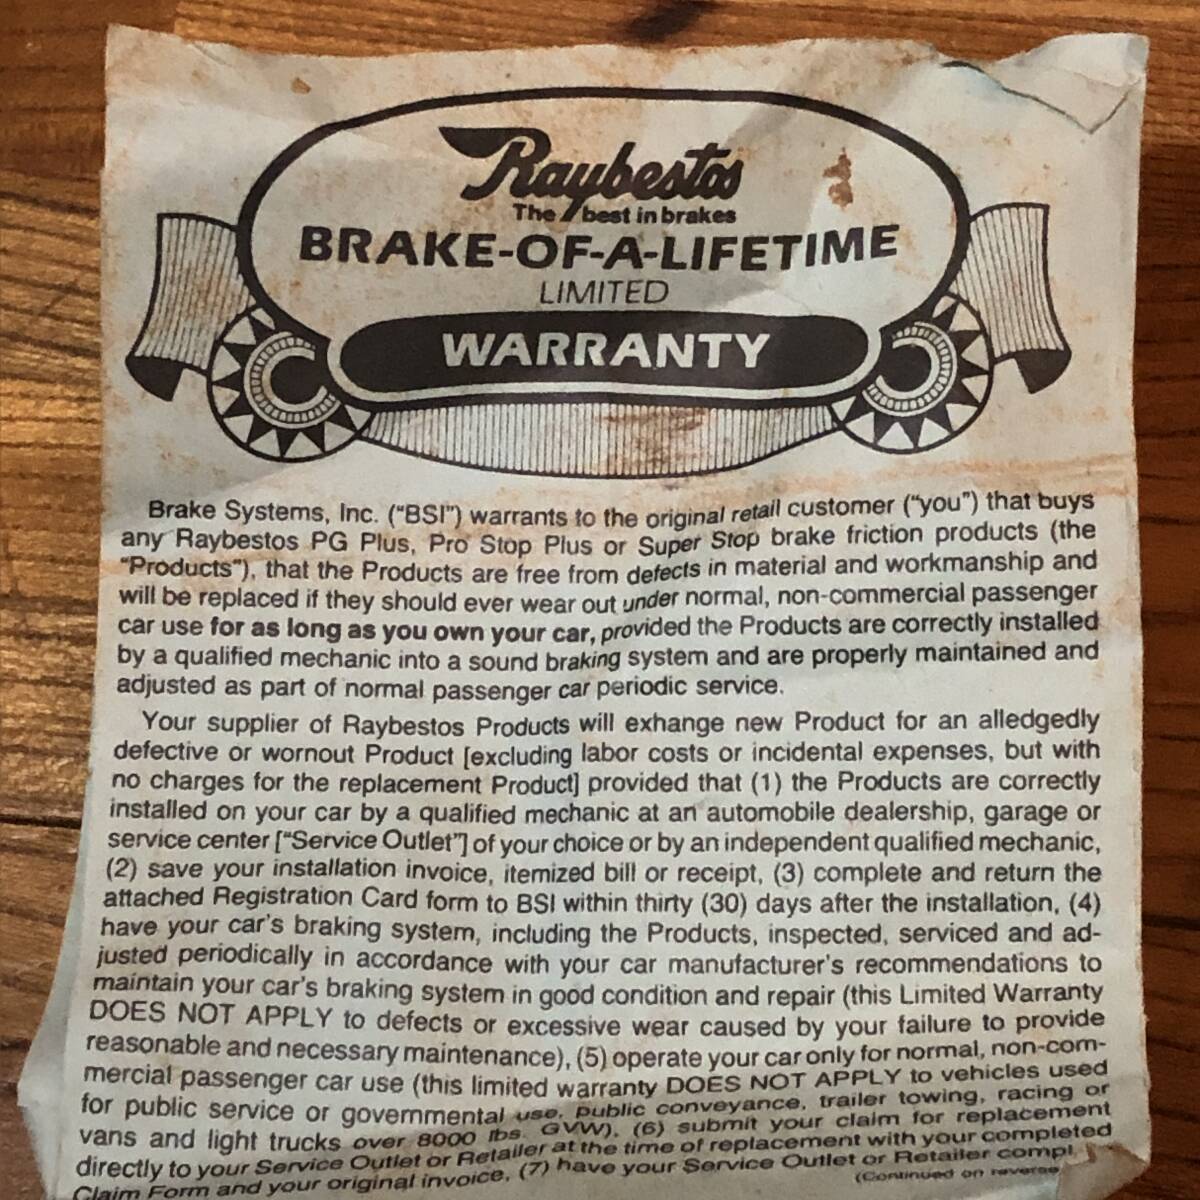 Raybestos
The best in brakes
BRAKE-OF-A-LIFETIME
LIMITED
WARRANTY
Brake Systems, Inc. ("BSI") warrants to the original retail customer ("you") that buys
any Raybestos PG Plus, Pro Stop Plus or Super Stop brake friction products (the
"Products"), that the Products are free from defects in material and workmanship and
will be replaced if they should ever wear out under normal, non-commercial passenger
car use for as long as you own your car, provided the Products are correctly installed
by a qualified mechanic into a sound braking system and are properly maintained and
adjusted as part of normal passenger car periodic service.
Your supplier of Raybestos Products will exhange new Product for an alledgedly
defective or wornout Product [excluding labor costs or incidental expenses, but with
no charges for the replacement Product] provided that (1) the Products are correctly
installed on your car by a qualified mechanic at an automobile dealership, garage or
service center ["Service Outlet"] of your choice or by an independent qualified mechanic,
(2) save your installation invoice, itemized bill or receipt, (3) complete and return the
attached Registration Card form to BSI within thirty (30) days after the installation, (4)
have your car's braking system, including the Products, inspected, serviced and ad-
justed periodically in accordance with your car manufacturer's recommendations to
maintain your car's braking system in good condition and repair (this Limited Warranty
DOES NOT APPLY to defects or excessive wear caused by your failure to provide
reasonable and necessary maintenance), (5) operate your car only for normal, non-com-
mercial passenger car use (this limited warranty DOES NOT APPLY to vehicles used
for public service or governmental use, public conveyance, trailer towing, racing or
vans and light trucks over 8000 lbs. GVW), (6) submit your claim for replacement
directly to your Service Outlet or Retailer at the time of replacement with your completed
Claim Form and your original invoice, (7) have your Service Outlet or Retailer compl
(Continued on reverse